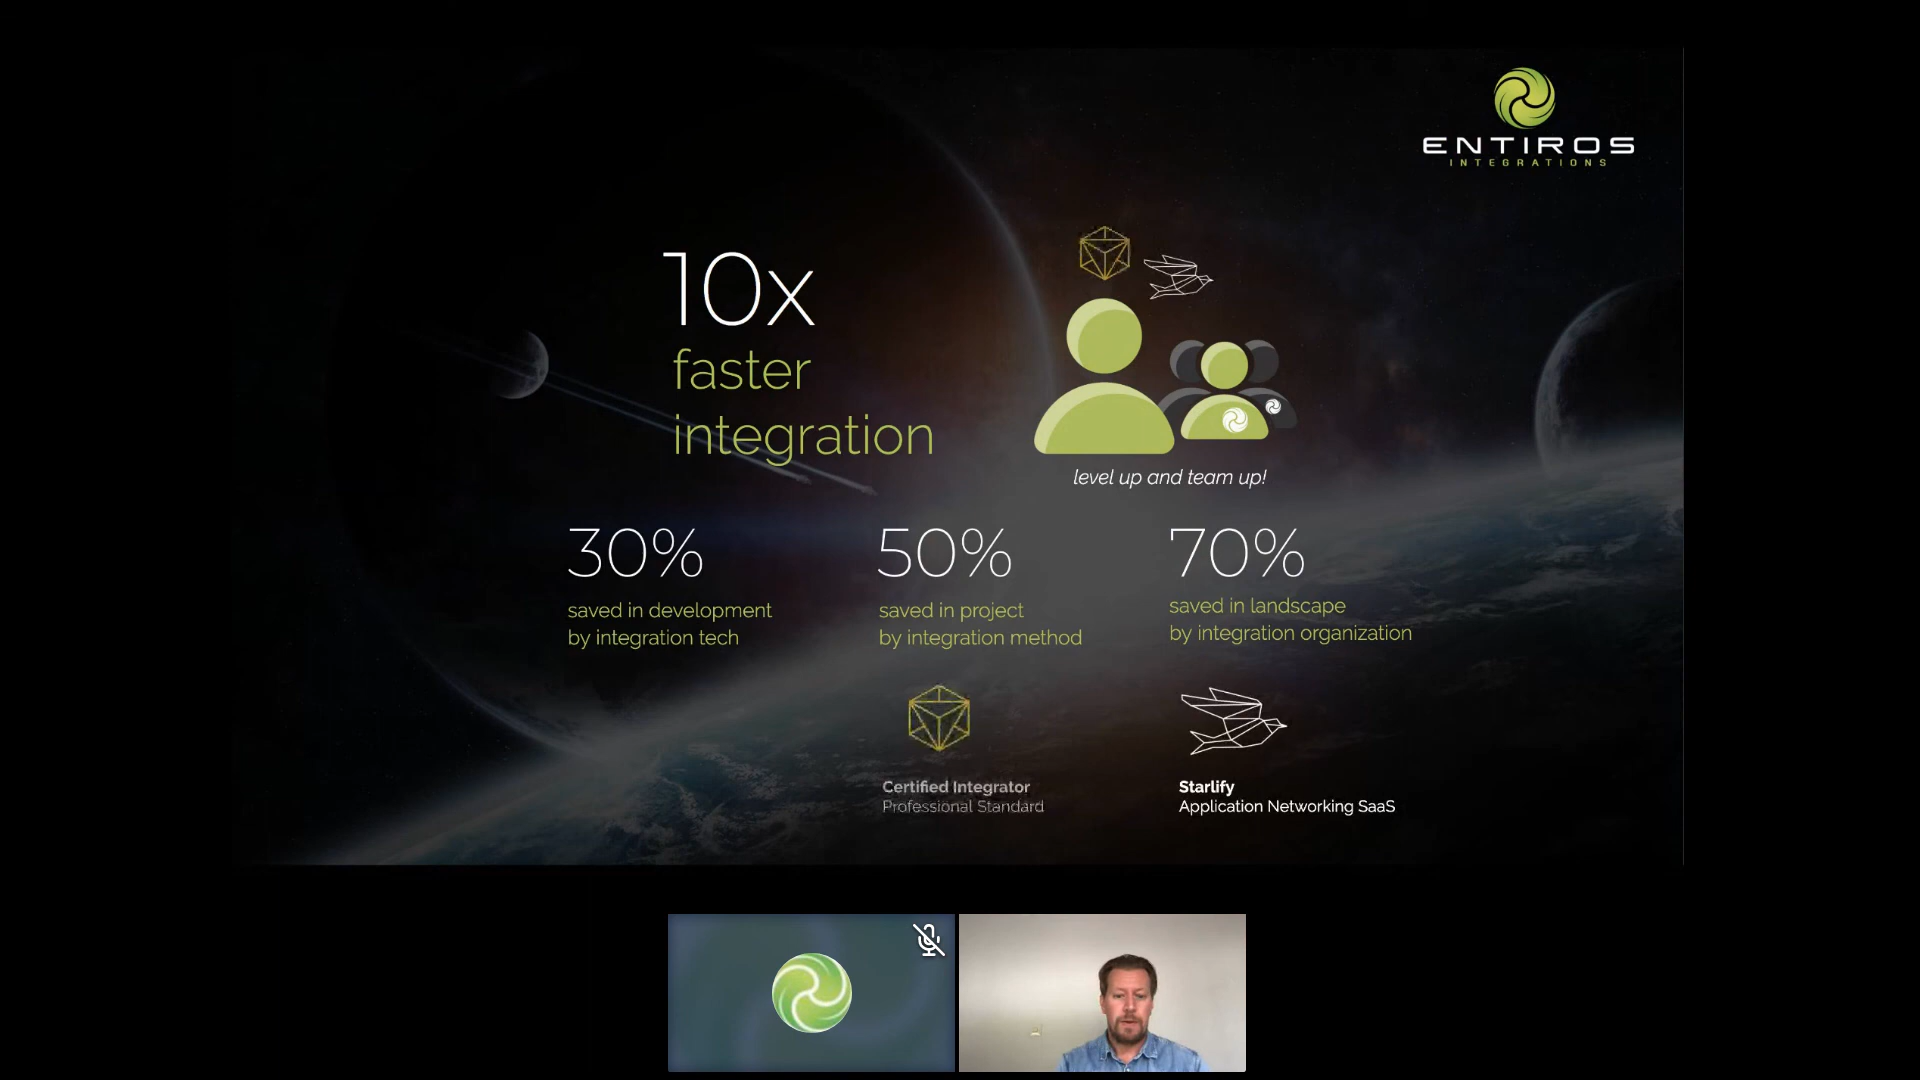 ENTIROS
INTEGRATIONS
10x
faster
integration
level up and team up!
30%
saved in development
by integration tech
50%
saved in project
by integration method
70%
saved in landscape
by integration organization
Certified Integrator
Professional Standard
Starlify
Application Networking SaaS